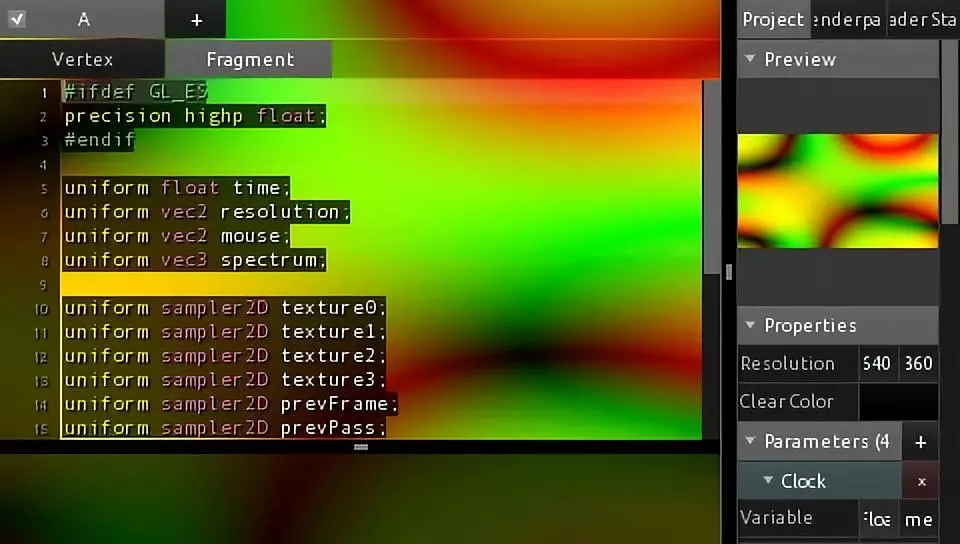 A +
Vertex Fragment
1 #ifdef GL_ES
2 precision highp float;
3 #endif
4
5 uniform float time;
6 uniform vec2 resolution;
7 uniform vec2 mouse;
8 uniform vec3 spectrum;
9
10 uniform sampler2D texture0;
11 uniform sampler2D texture1;
12 uniform sampler2D texture2;
13 uniform sampler2D texture3;
14 uniform sampler2D prevFrame;
15 uniform sampler2D prevPass;
Project enderpa ader Sta
Preview
Properties
Resolution 640 360
Clear Color
Parameters (4 +
Clock x
Variable Floa me